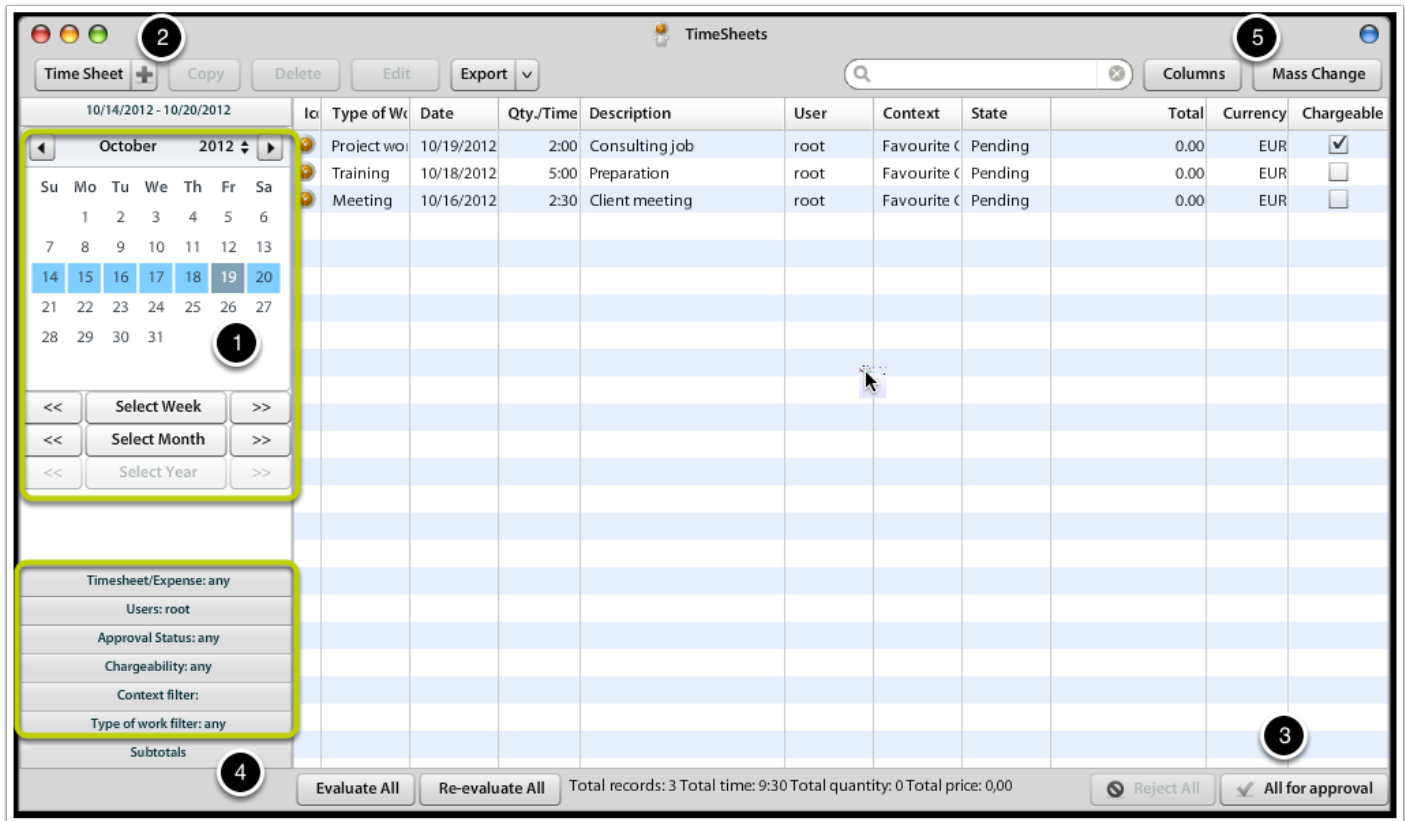 TimeSheets
2
5
Time Sheet Copy Delete Edit Export Columns Mass Change
10/14/2012 - 10/20/2012
Type of Wo Date Qty./Time Description User Context State Total Currency Chargeable
Project wor 10/19/2012 2:00 Consulting job root Favourite C Pending 0.00 EUR
Training 10/18/2012 5:00 Preparation root Favourite C Pending 0.00 EUR
Meeting 10/16/2012 2:30 Client meeting root Favourite C Pending 0.00 EUR
October 2012
Su Mo Tu We Th Fr Sa
1 2 3 4 5 6
7 8 9 10 11 12 13
14 15 16 17 18 19 20
21 22 23 24 25 26 27
28 29 30 31
1
<< Select Week >>
<< Select Month >>
<< Select Year >>
Timesheet/Expense: any
Users: root
Approval Status: any
Chargeability: any
Context filter:
Type of work filter: any
Subtotals
3
4
Evaluate All Re-evaluate All Total records: 3 Total time: 9:30 Total quantity: 0 Total price: 0,00 Reject All All for approval